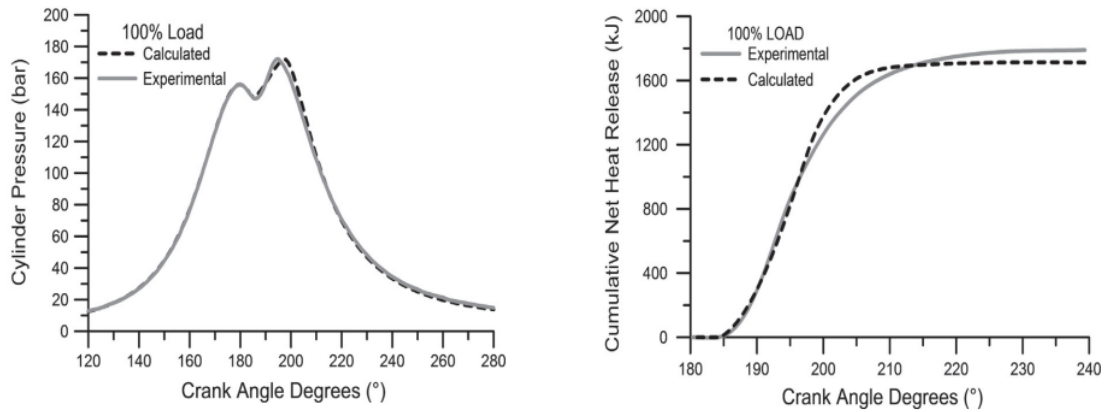 100% Load
Calculated
Experimental
Cylinder Pressure (bar)
200
180
160
140
120
100
80
60
40
20
0
120 140 160 180 200 220 240 260 280
Crank Angle Degrees (°)
100% LOAD
Experimental
Calculated
Cumulative Net Heat Release (kJ)
2000
1600
1200
800
400
0
180 190 200 210 220 230 240
Crank Angle Degrees (°)